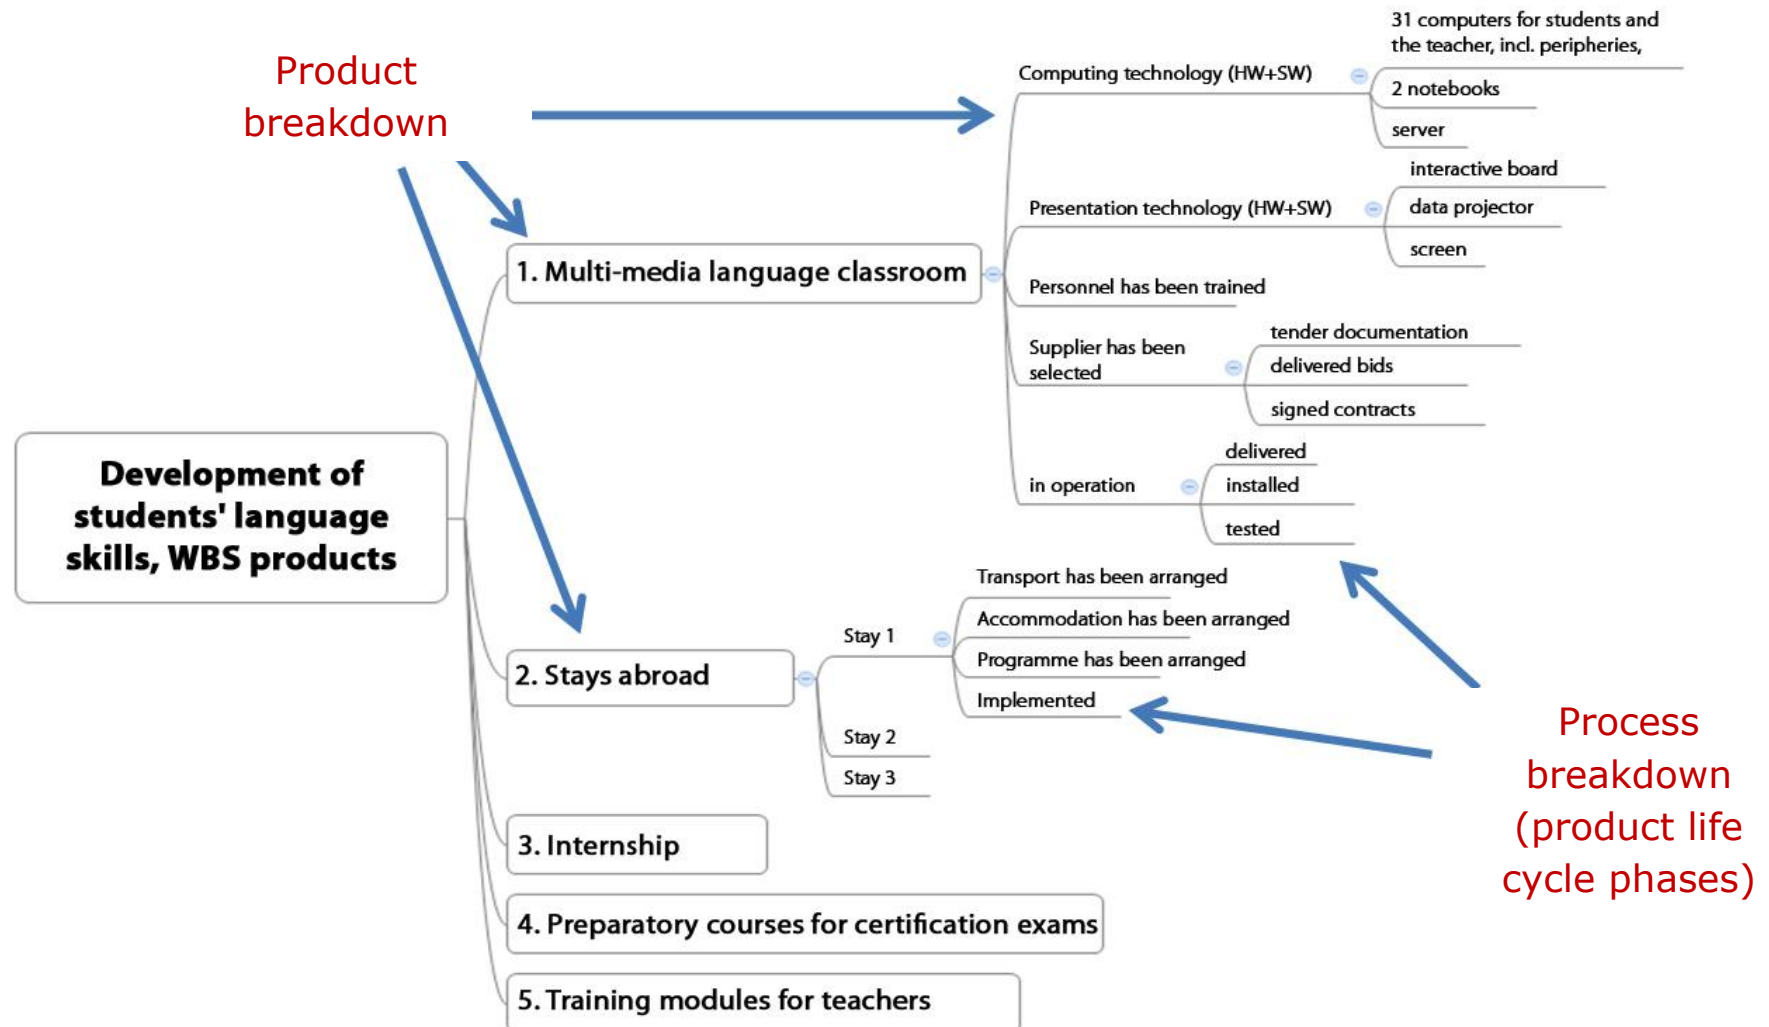 Product
breakdown
31 computers for students and
the teacher, incl. peripheries,
Computing technology (HW+SW)
2 notebooks
server
interactive board
Presentation technology (HW+SW)
data projector
screen
1. Multi-media language classroom
Personnel has been trained
Supplier has been
selected
tender documentation
delivered bids
signed contracts
in operation
delivered
installed
tested
Development of
students' language
skills, WBS products
2. Stays abroad
Stay 1
Transport has been arranged
Accommodation has been arranged
Programme has been arranged
Implemented
Stay 2
Stay 3
Process
breakdown
(product life
cycle phases)
3. Internship
4. Preparatory courses for certification exams
5. Training modules for teachers